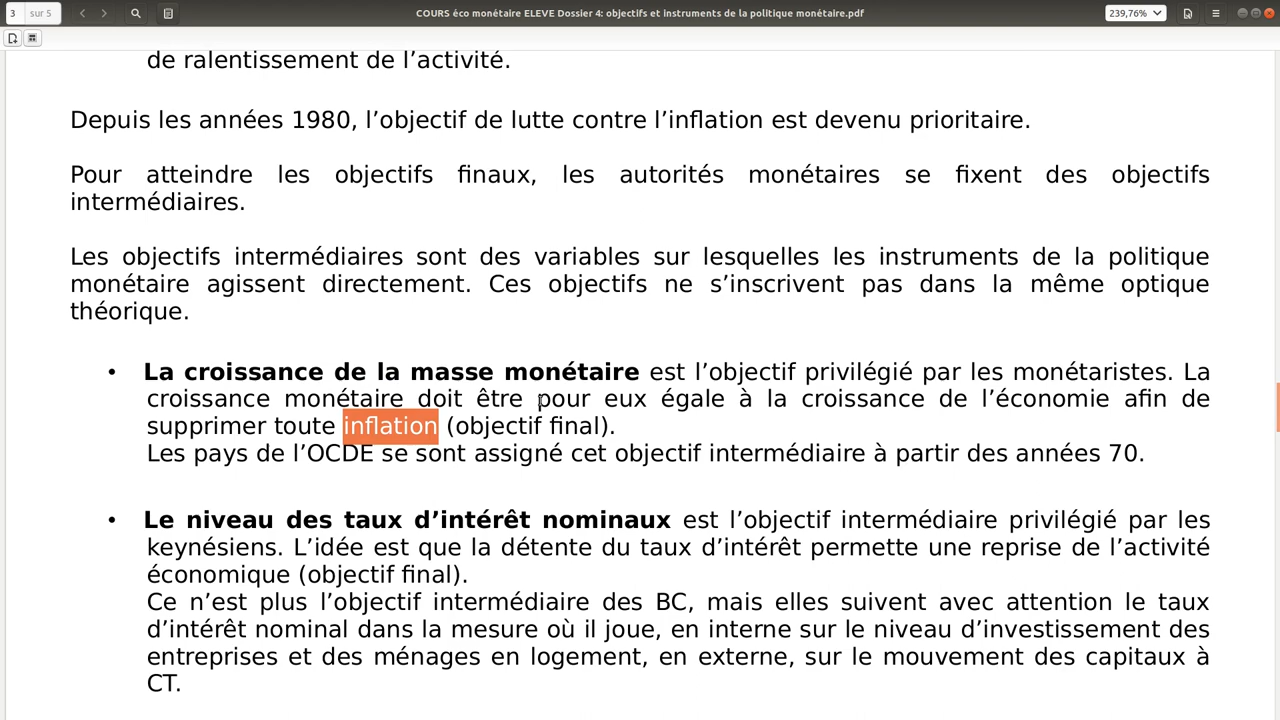 3 sur 5 COURS éco monétaire ELEVE Dossier 4: objectifs et instruments de la politique monétaire.pdf 239,76%
de ralentissement de l’activité.
Depuis les années 1980, l’objectif de lutte contre l’inflation est devenu prioritaire.
Pour atteindre les objectifs finaux, les autorités monétaires se fixent des objectifs
intermédiaires.
Les objectifs intermédiaires sont des variables sur lesquelles les instruments de la politique
monétaire agissent directement. Ces objectifs ne s’inscrivent pas dans la même optique
théorique.
• La croissance de la masse monétaire est l’objectif privilégié par les monétaristes. La
croissance monétaire doit être pour eux égale à la croissance de l’économie afin de
supprimer toute inflation (objectif final).
Les pays de l’OCDE se sont assigné cet objectif intermédiaire à partir des années 70.
• Le niveau des taux d’intérêt nominaux est l’objectif intermédiaire privilégié par les
keynésiens. L’idée est que la détente du taux d’intérêt permette une reprise de l’activité
économique (objectif final).
Ce n’est plus l’objectif intermédiaire des BC, mais elles suivent avec attention le taux
d’intérêt nominal dans la mesure où il joue, en interne sur le niveau d’investissement des
entreprises et des ménages en logement, en externe, sur le mouvement des capitaux à
CT.